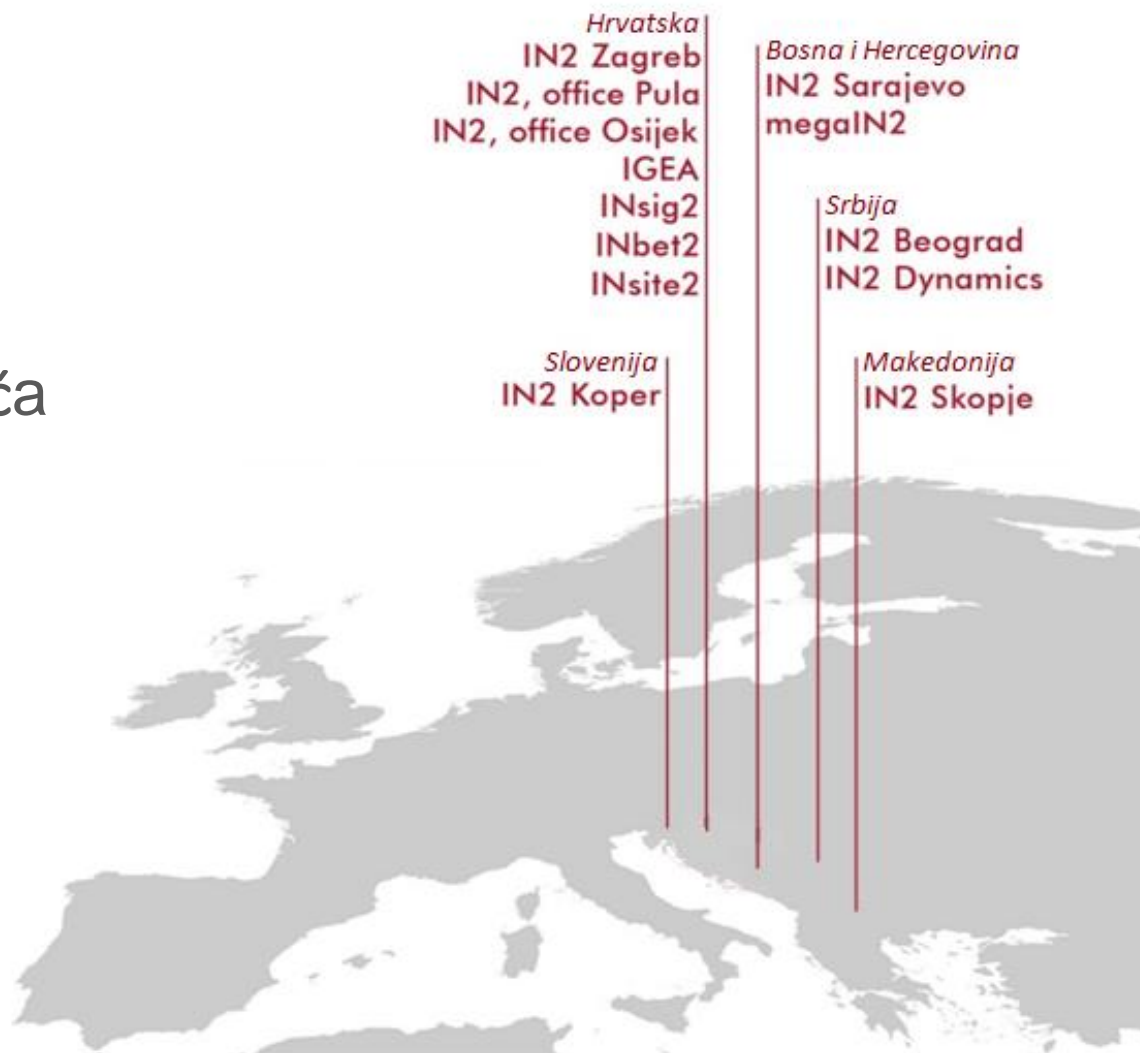 Hrvatska
IN2 Zagreb
IN2, office Pula
IN2, office Osijek
IGEA
INsig2
INbet2
INsite2
Bosna i Hercegovina
IN2 Sarajevo
megaIN2
Srbija
IN2 Beograd
IN2 Dynamics
Slovenija
IN2 Koper
Makedonija
IN2 Skopje